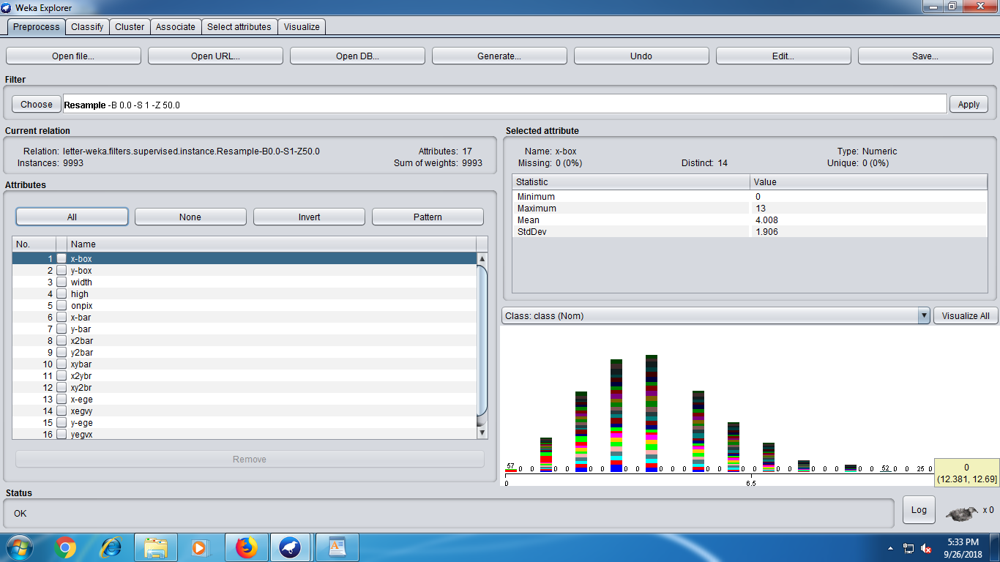 Weka Explorer
Preprocess Classify Cluster Associate Select attributes Visualize
Open file... Open URL... Open DB... Generate... Undo Edit... Save...
Filter
Choose Resample -B 0.0 -S 1 -Z 50.0 Apply
Current relation
Relation: letter-weka.filters.supervised.instance.Resample-B0.0-S1-Z50.0 Attributes: 17
Instances: 9993 Sum of weights: 9993
Attributes
All None Invert Pattern
No. Name
1 x-box
2 y-box
3 width
4 high
5 onpix
6 x-bar
7 y-bar
8 x2bar
9 y2bar
10 xybar
11 x2ybr
12 xy2br
13 x-ege
14 xegvy
15 y-ege
16 yegvx
Remove
Selected attribute
Name: x-box Type: Numeric
Missing: 0 (0%) Distinct: 14 Unique: 0 (0%)
Statistic Value
Minimum 0
Maximum 13
Mean 4.008
StdDev 1.906
Class: class (Nom) Visualize All
57 0 0 0 0 0 0 0 0 0 0 0 0 0 0 0 0 0 0 0 0 0 0 0 0 52 0 0 25 0
0 6.5
0
(12.381, 12.69]
Status
OK
Log x 0
5:33 PM
9/26/2018